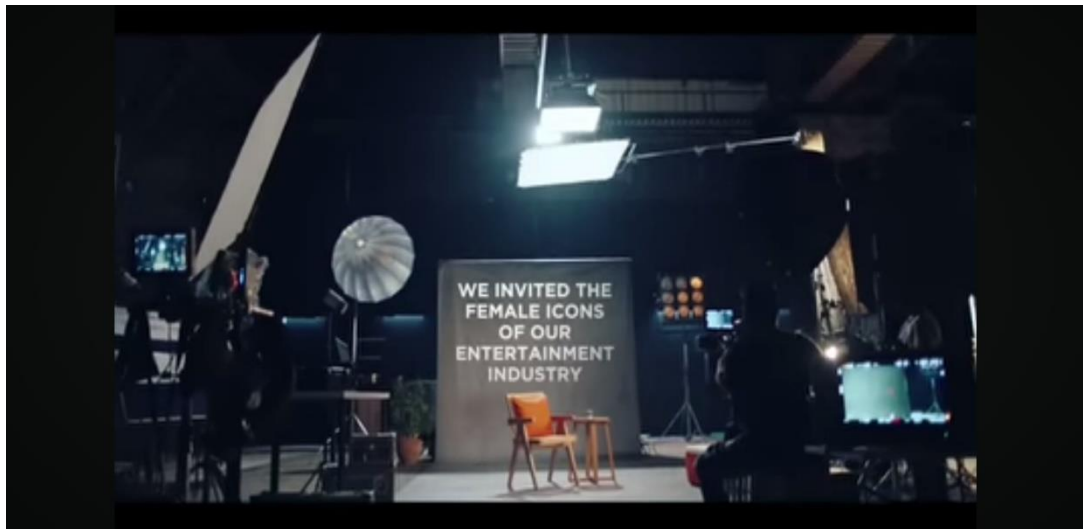 WE INVITED THE
FEMALE ICONS
OF OUR
ENTERTAINMENT
INDUSTRY